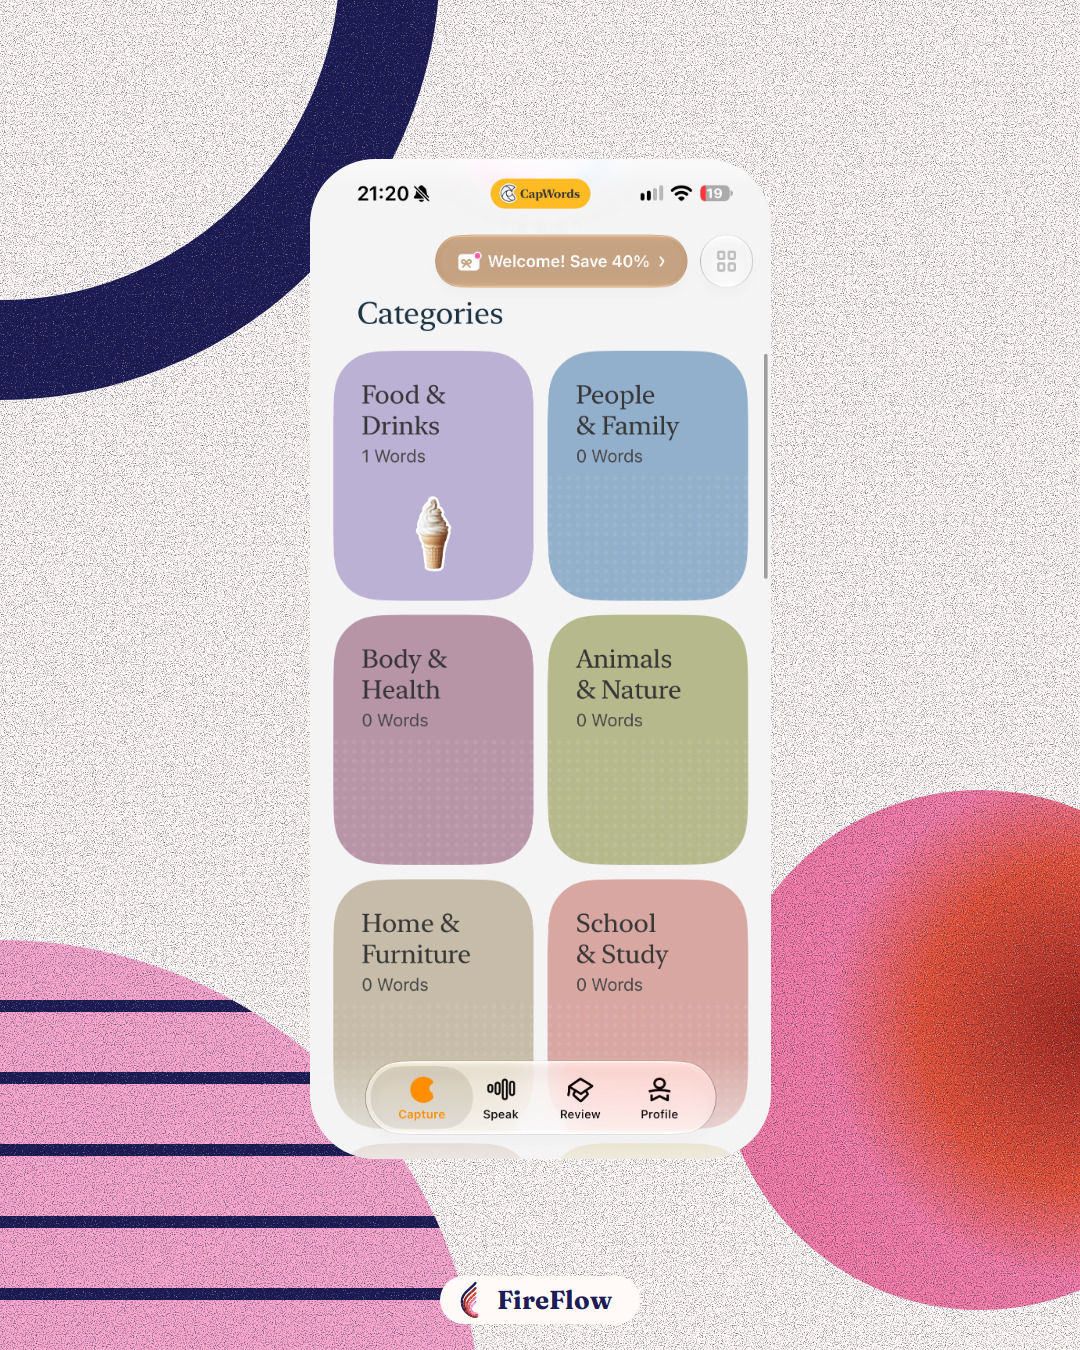 21:20
CapWords
19
Welcome! Save 40% ›
Categories
Food &
Drinks
1 Words
People
& Family
0 Words
Body &
Health
0 Words
Animals
& Nature
0 Words
Home &
Furniture
0 Words
School
& Study
0 Words
Capture
Speak
Review
Profile
FireFlow